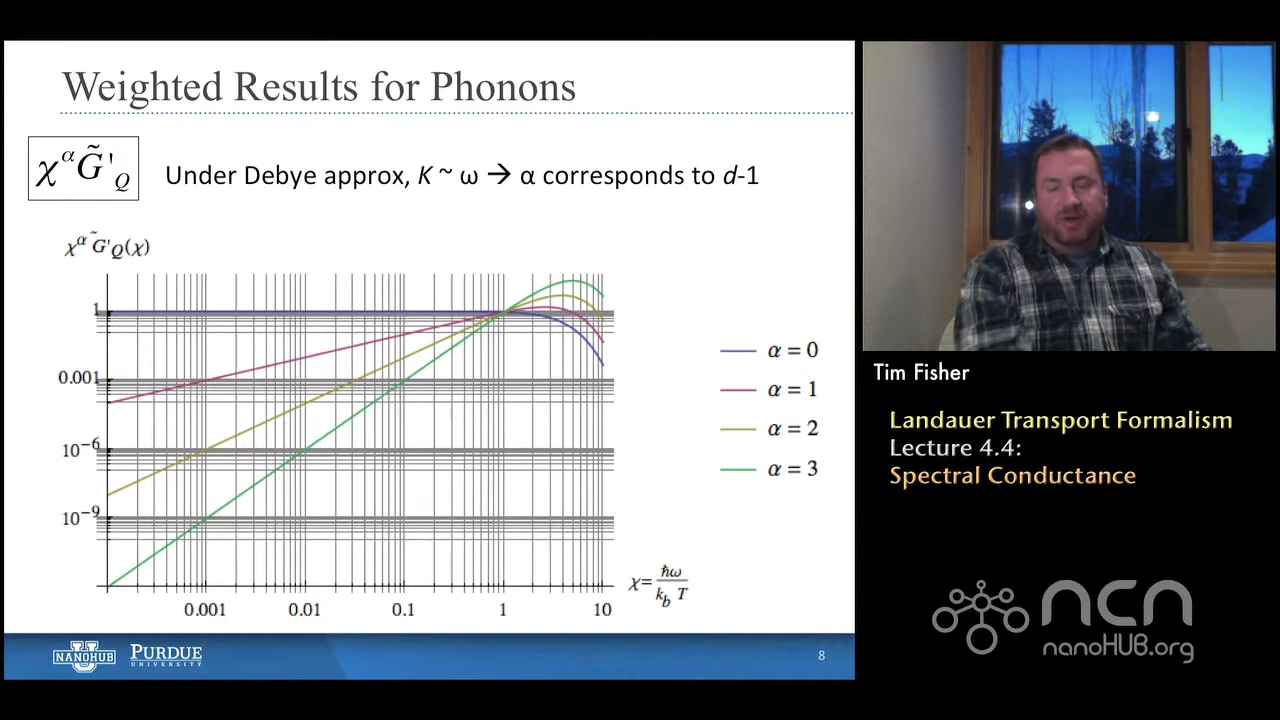 Weighted Results for Phonons
χ^α G̃'_Q
Under Debye approx, K ~ ω → α corresponds to d-1
χ^α G̃'_Q(χ)
1
0.001
10^-6
10^-9
0.001
0.01
0.1
1
10
χ= ħω / k_b T
α = 0
α = 1
α = 2
α = 3
NANOHUB
PURDUE
UNIVERSITY
8
Tim Fisher
Landauer Transport Formalism
Lecture 4.4:
Spectral Conductance
ncn
nanoHUB.org